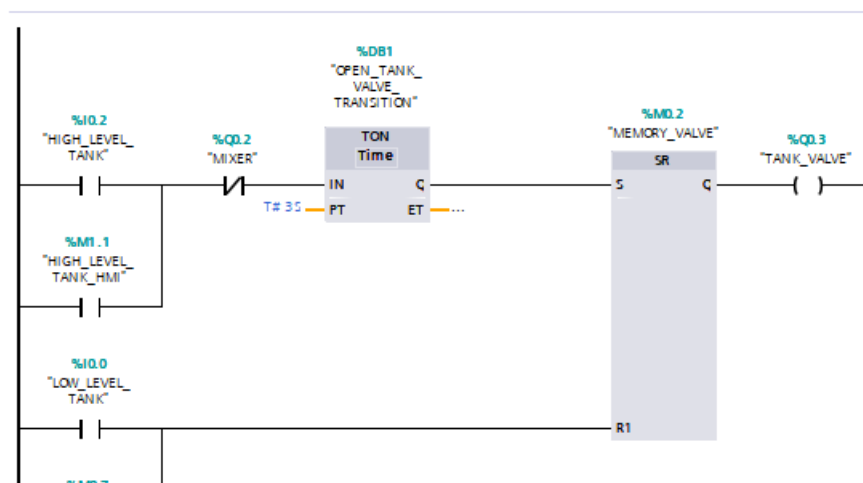 %DB1
"OPEN_TANK_
VALVE_
TRANSITION"
%I0.2
"HIGH_LEVEL_
TANK"
%Q0.2
"MIXER"
TON
Time
IN
Q
T# 3S
PT
ET
...
%M0.2
"MEMORY_VALVE"
SR
S
Q
R1
%Q0.3
"TANK_VALVE"
%M1.1
"HIGH_LEVEL_
TANK_HMI"
%I0.0
"LOW_LEVEL_
TANK"